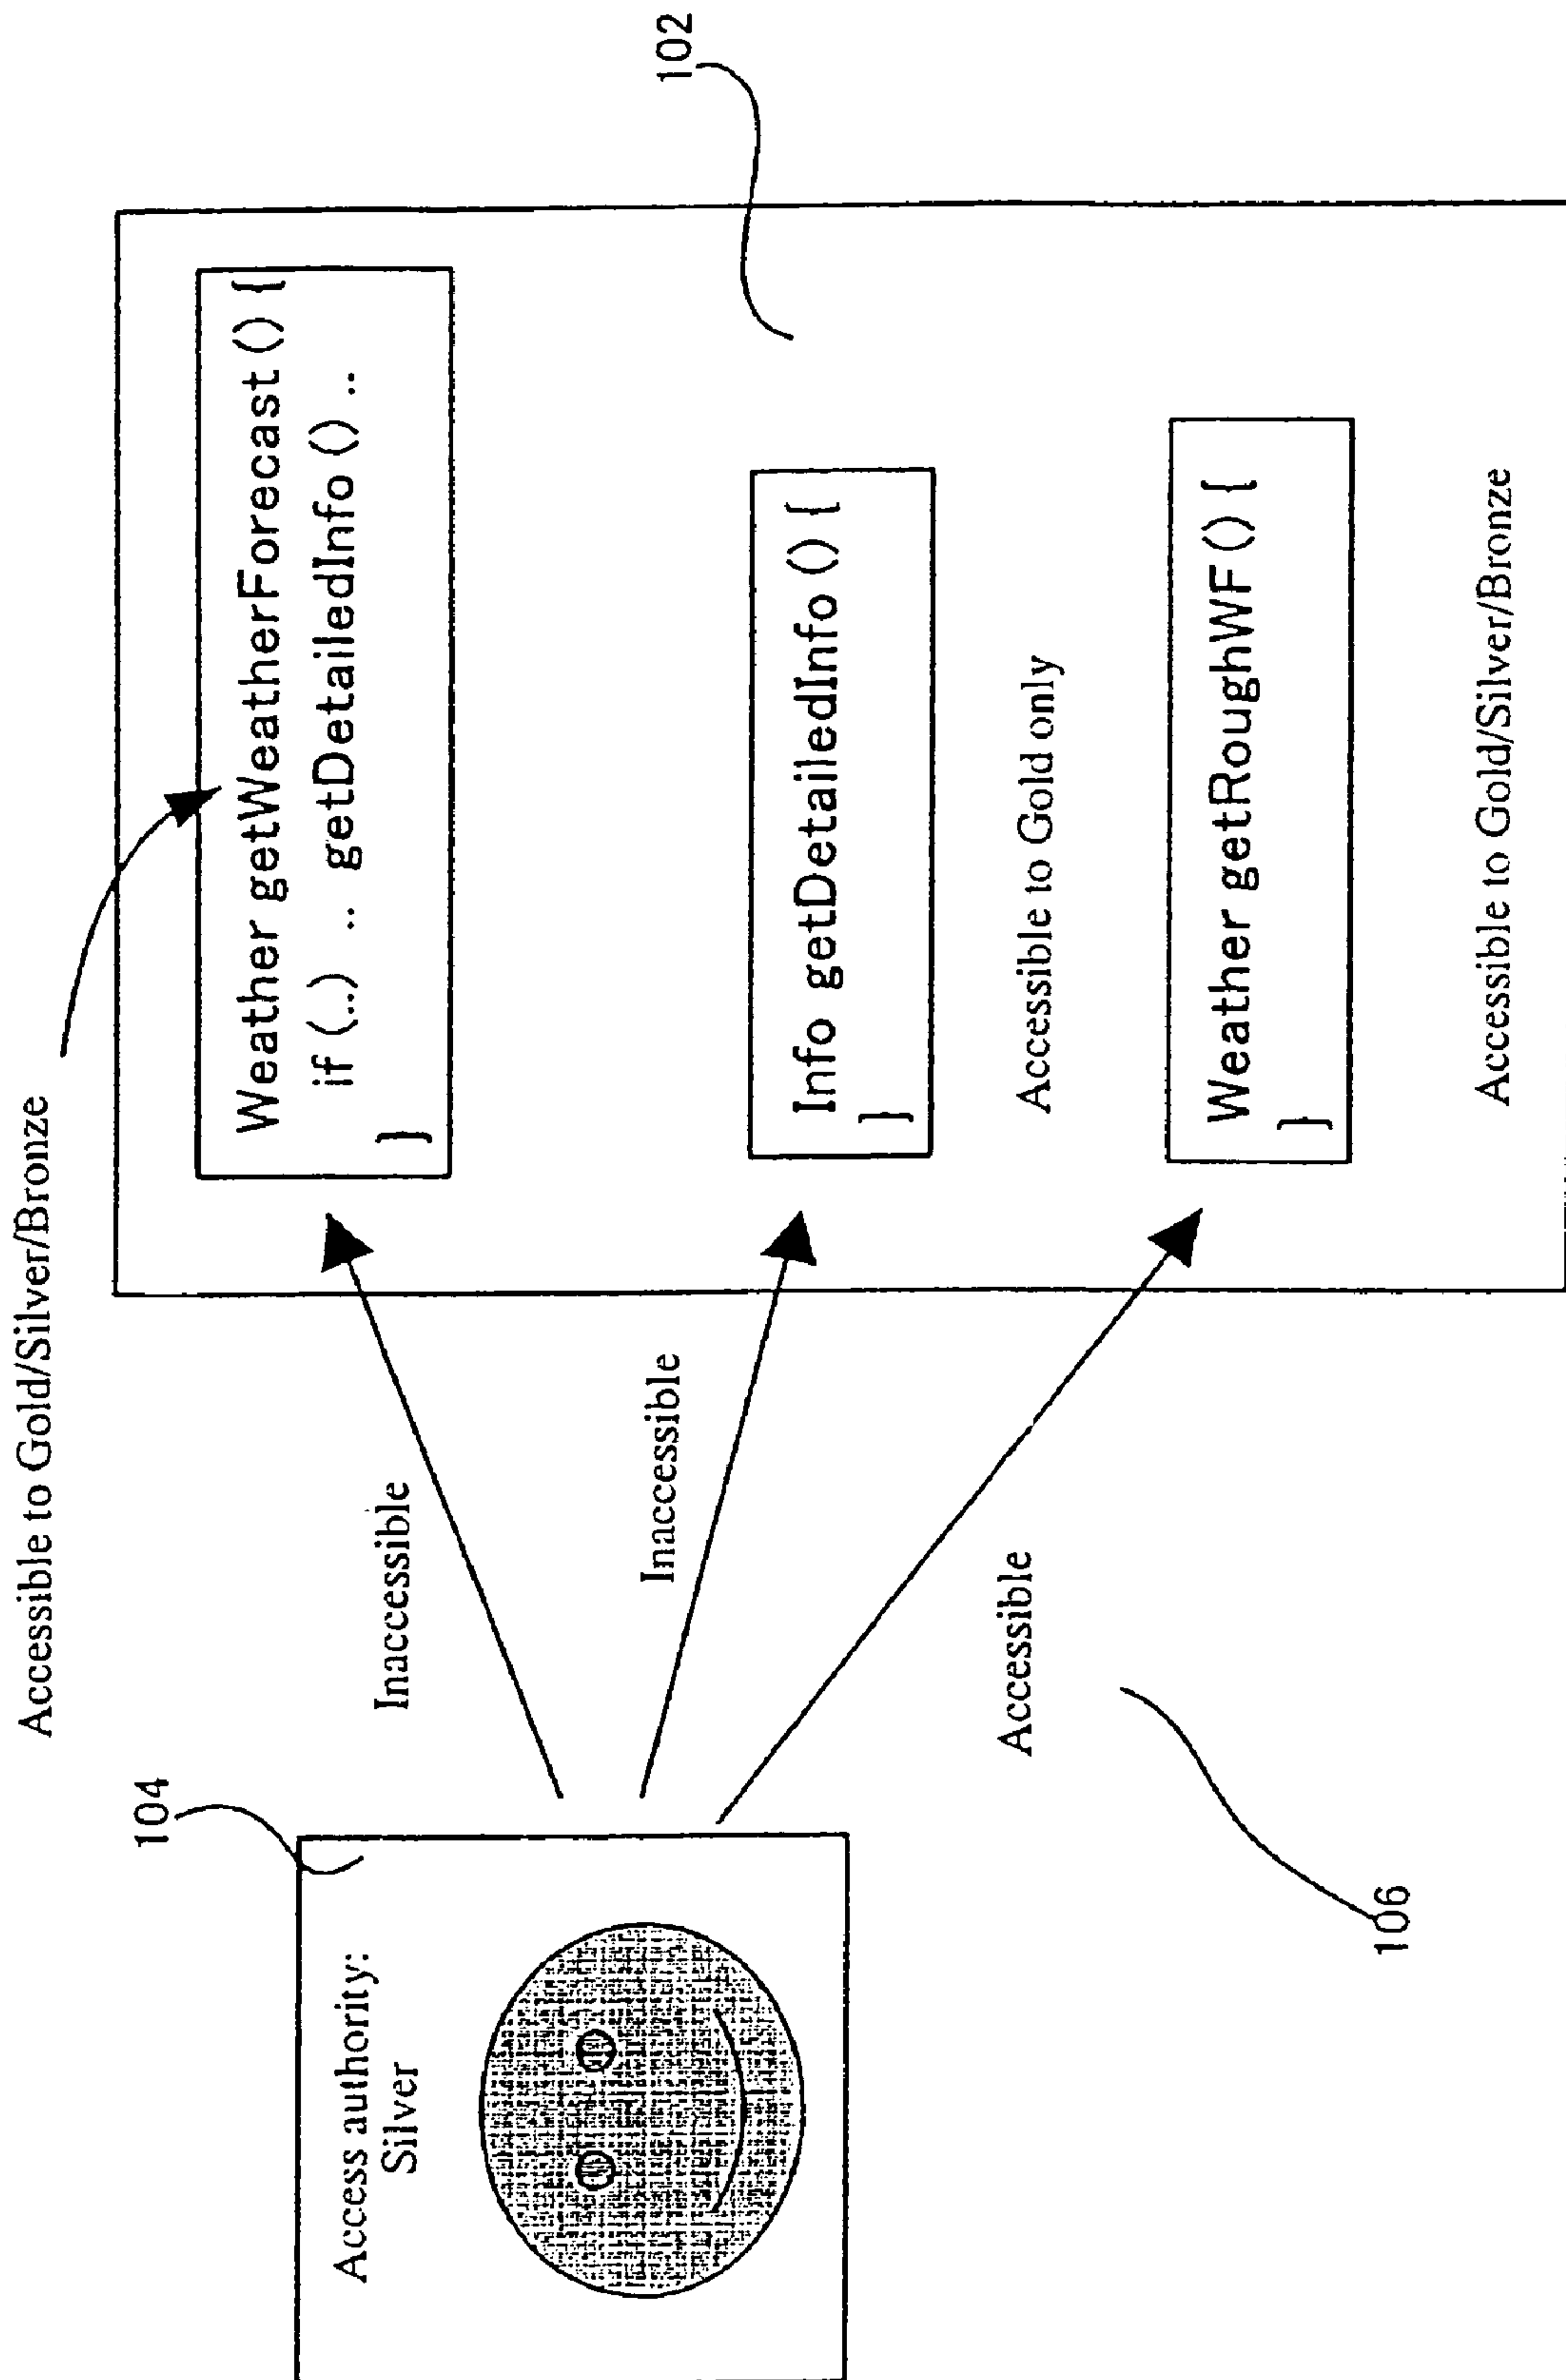 Accessible to Gold/Silver/Bronze
104
Access authority:
Silver
Inaccessible
Inaccessible
Accessible
106
102
Weather getWeatherForecast () {
if (..) .. getDetailedInfo () ..
}
Info getDetailedInfo () {
}
Accessible to Gold only
Weather getRoughWF () {
}
Accessible to Gold/Silver/Bronze